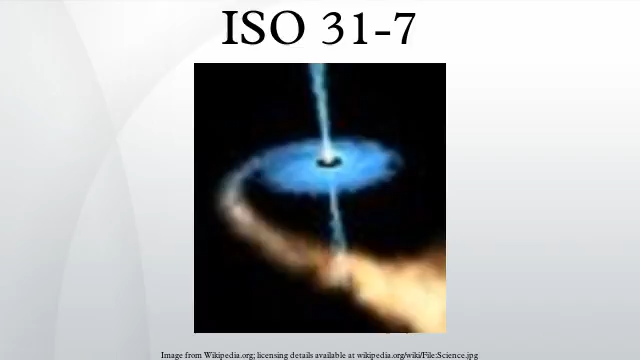 ISO 31-7
Image from Wikipedia.org; licensing details available at wikipedia.org/wiki/File:Science.jpg